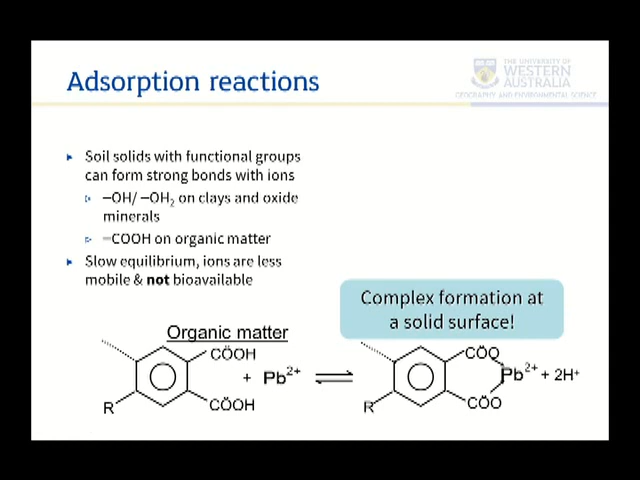 Adsorption reactions
THE UNIVERSITY OF
WESTERN
AUSTRALIA
GEOGRAPHY AND ENVIRONMENTAL SCIENCE
Soil solids with functional groups
can form strong bonds with ions
–OH/ –OH₂ on clays and oxide
minerals
–COOH on organic matter
Slow equilibrium, ions are less
mobile & not bioavailable
Complex formation at
a solid surface!
Organic matter
COOH
COOH
R
+ Pb²⁺
COO
COO
R
Pb²⁺ + 2H⁺